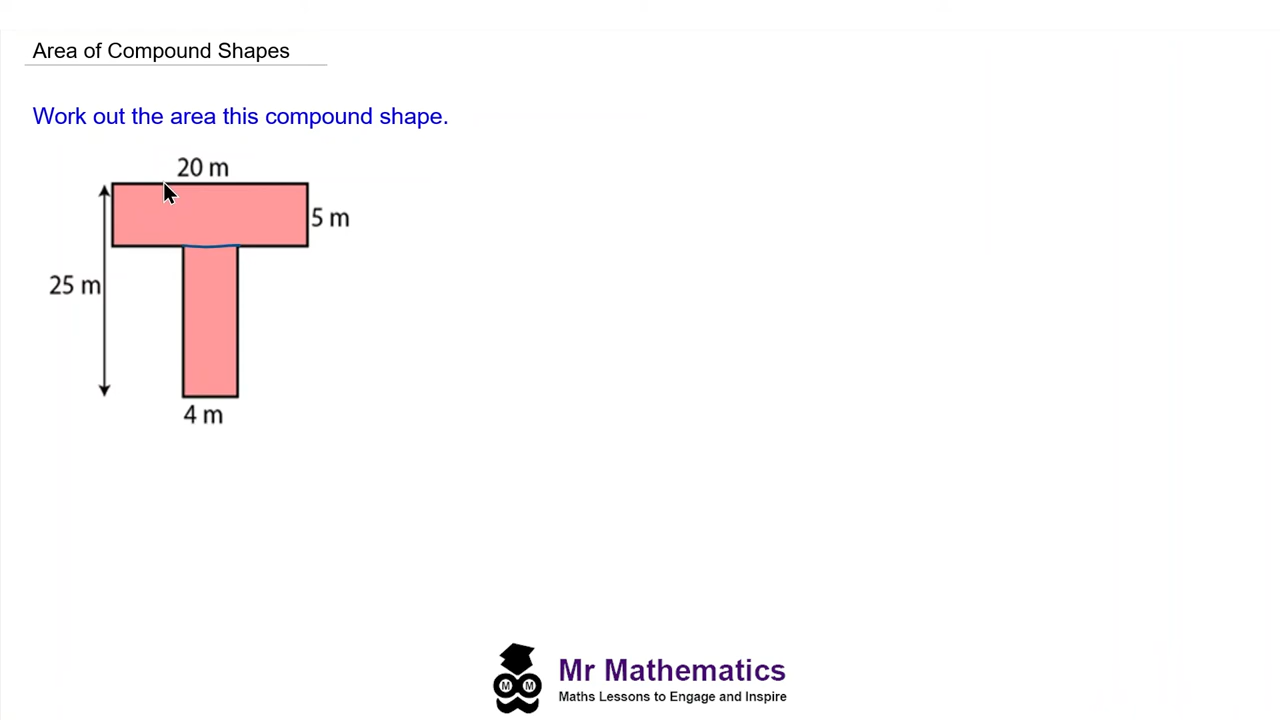 Area of Compound Shapes
Work out the area this compound shape.
20 m
5 m
25 m
4 m
M M
Mr Mathematics
Maths Lessons to Engage and Inspire